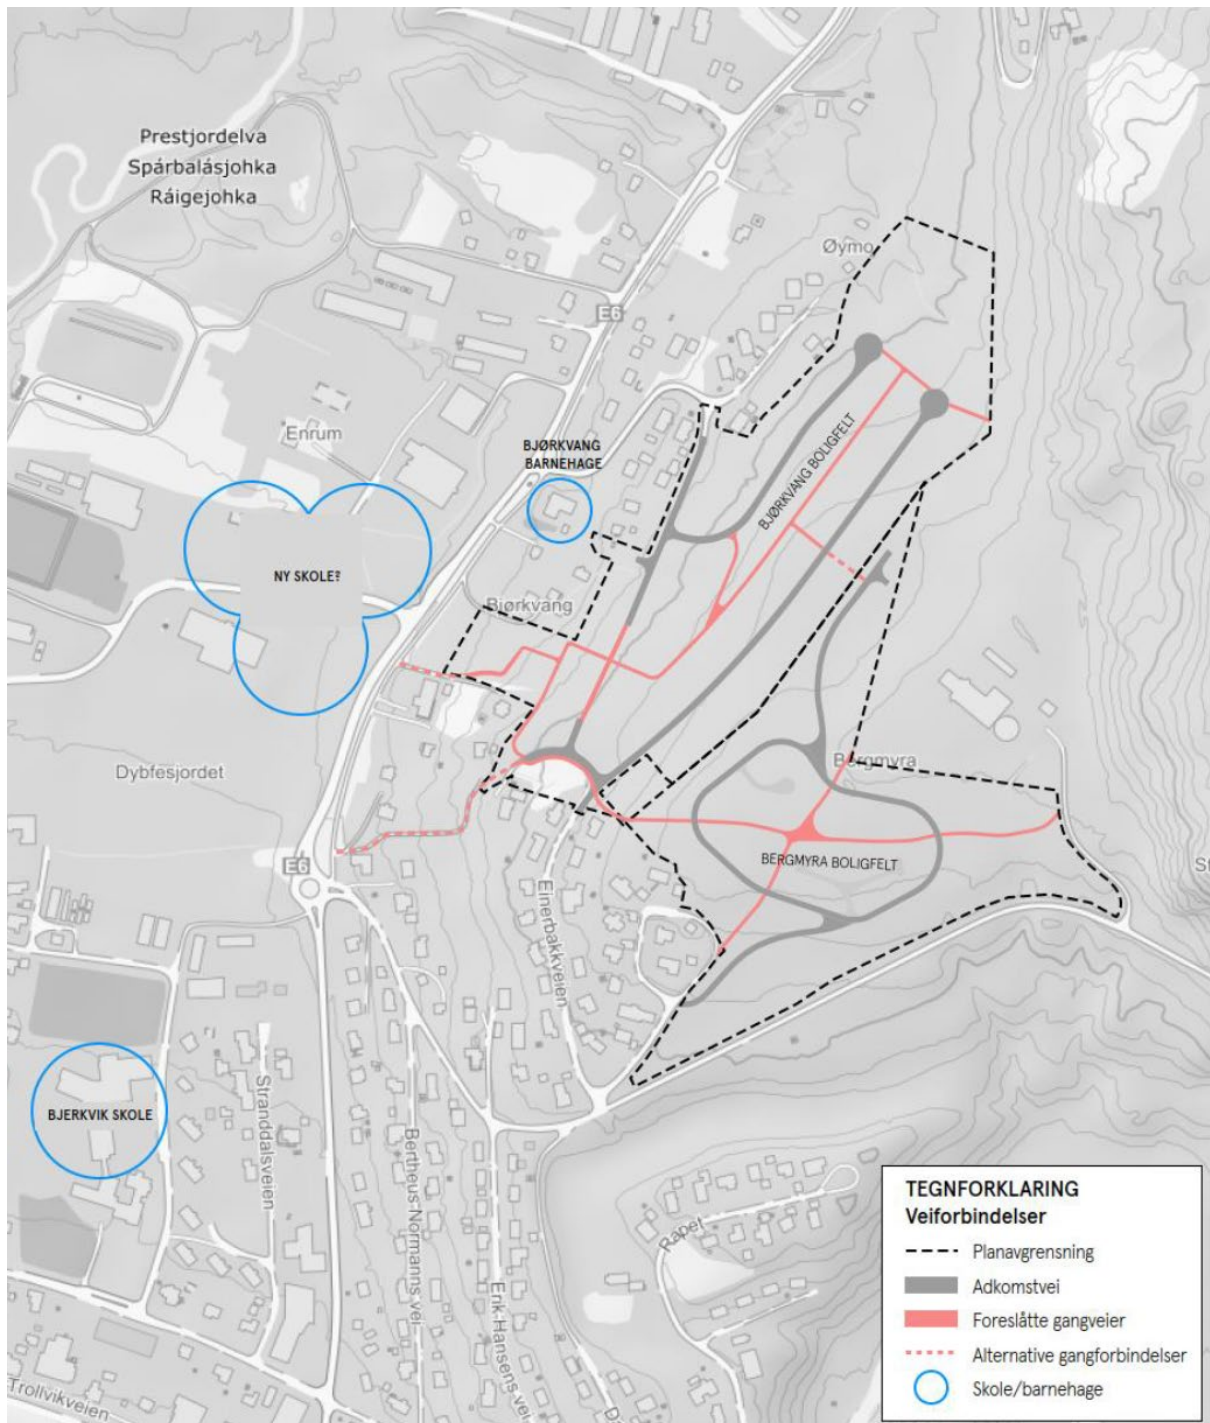 Prestjordelva
Spárbalásjohka
Ráigejohka
Øymo
E6
BJØRKVANG BOLIGFELT
Enrum
BJØRKVANG
BARNEHAGE
NY SKOLE?
Bjørkvang
Dybfesjordet
Bergmyra
BERGMYRA BOLIGFELT
E6
St
Einerbakkveien
BJERKVIK SKOLE
Stranddalsveien
Bertheus-Normanns vei
Erik-Hansens vei
Rapet
Trollvikveien
TEGNFORKLARING
Veiforbindelser
Planavgrensning
Adkomstvei
Foreslåtte gangveier
Alternative gangforbindelser
Skole/barnehage